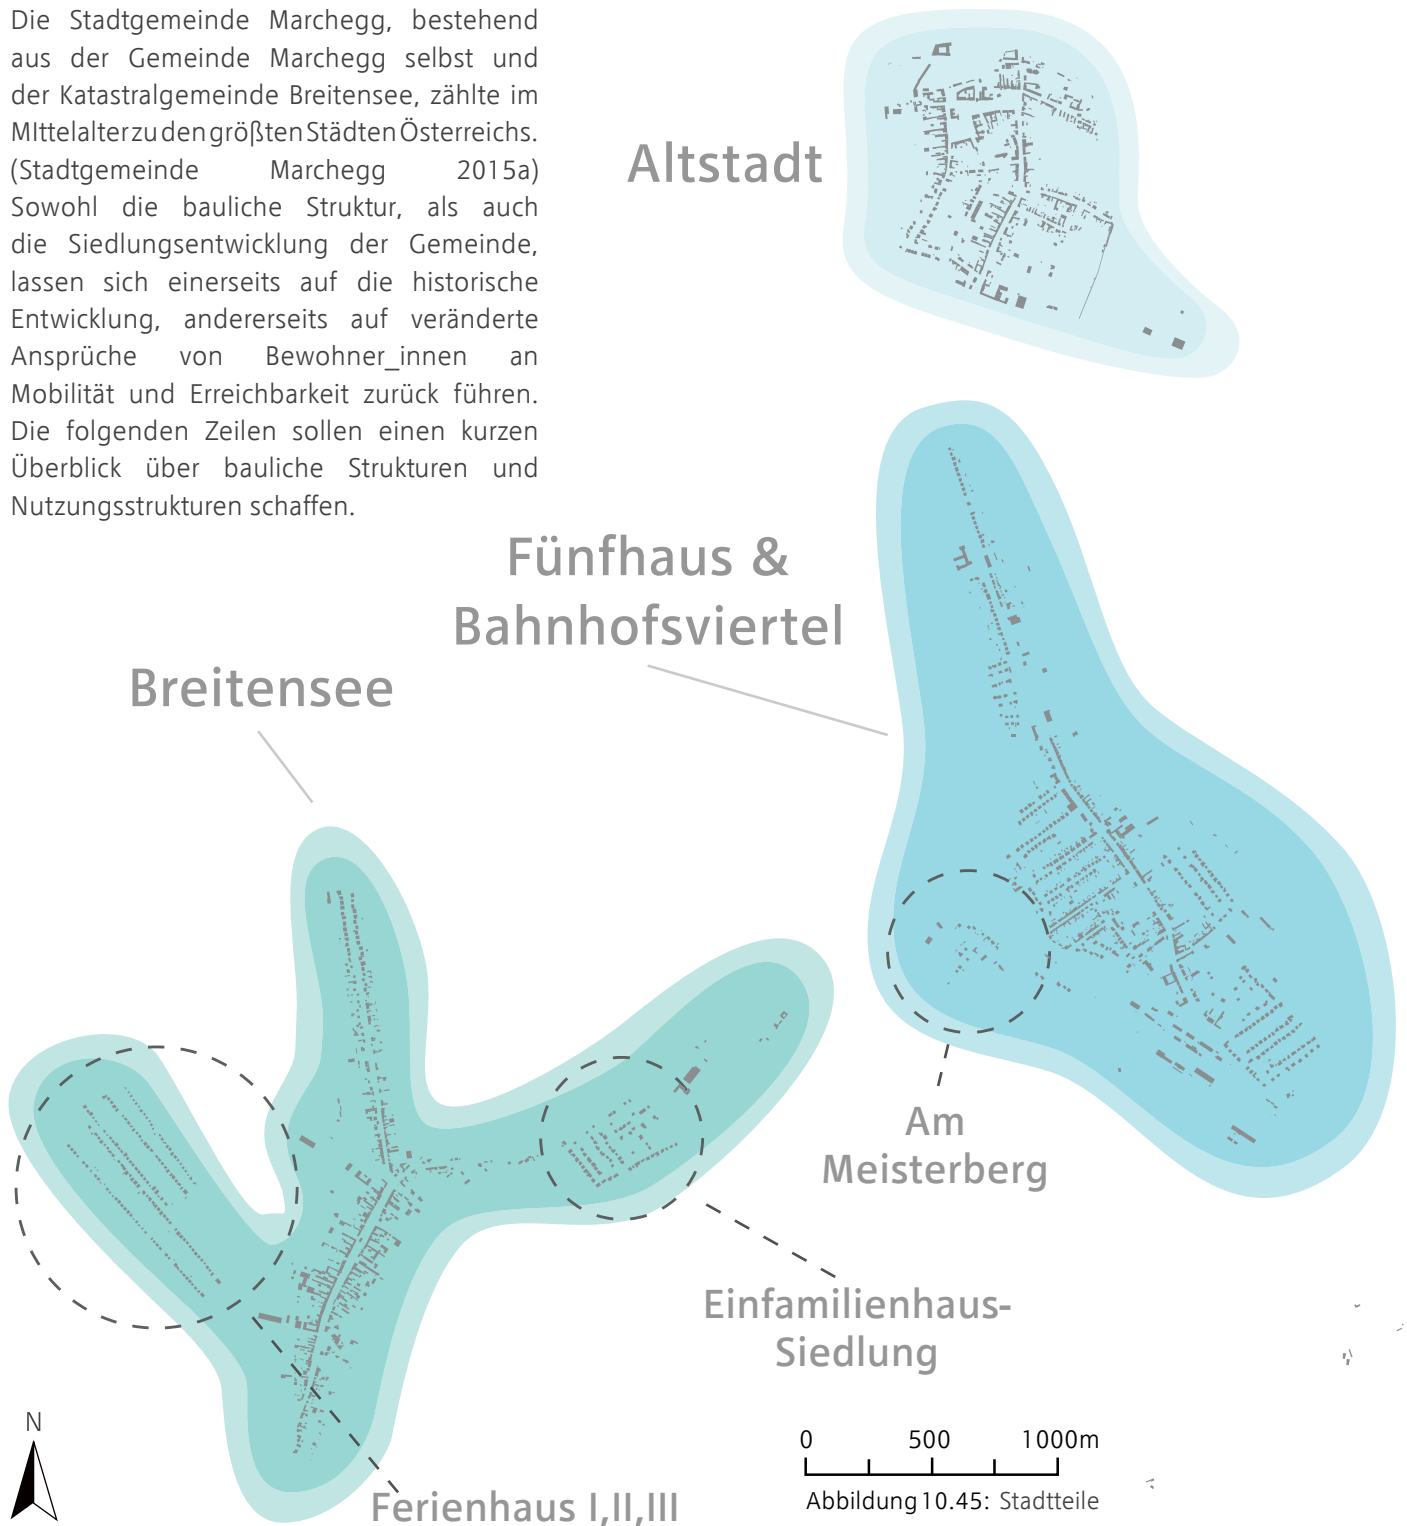 Die Stadtgemeinde Marchegg, bestehend
aus der Gemeinde Marchegg selbst und
der Katastralgemeinde Breitensee, zählte im
MIttelalter zu den größten Städten Österreichs.
(Stadtgemeinde Marchegg 2015a)
Sowohl die bauliche Struktur, als auch
die Siedlungsentwicklung der Gemeinde,
lassen sich einerseits auf die historische
Entwicklung, andererseits auf veränderte
Ansprüche von Bewohner_innen an
Mobilität und Erreichbarkeit zurück führen.
Die folgenden Zeilen sollen einen kurzen
Überblick über bauliche Strukturen und
Nutzungsstrukturen schaffen.
Altstadt
Fünfhaus &
Bahnhofsviertel
Breitensee
Am
Meisterberg
Einfamilienhaus-
Siedlung
Ferienhaus I,II,III
N
0 500 1000m
Abbildung 10.45: Stadtteile